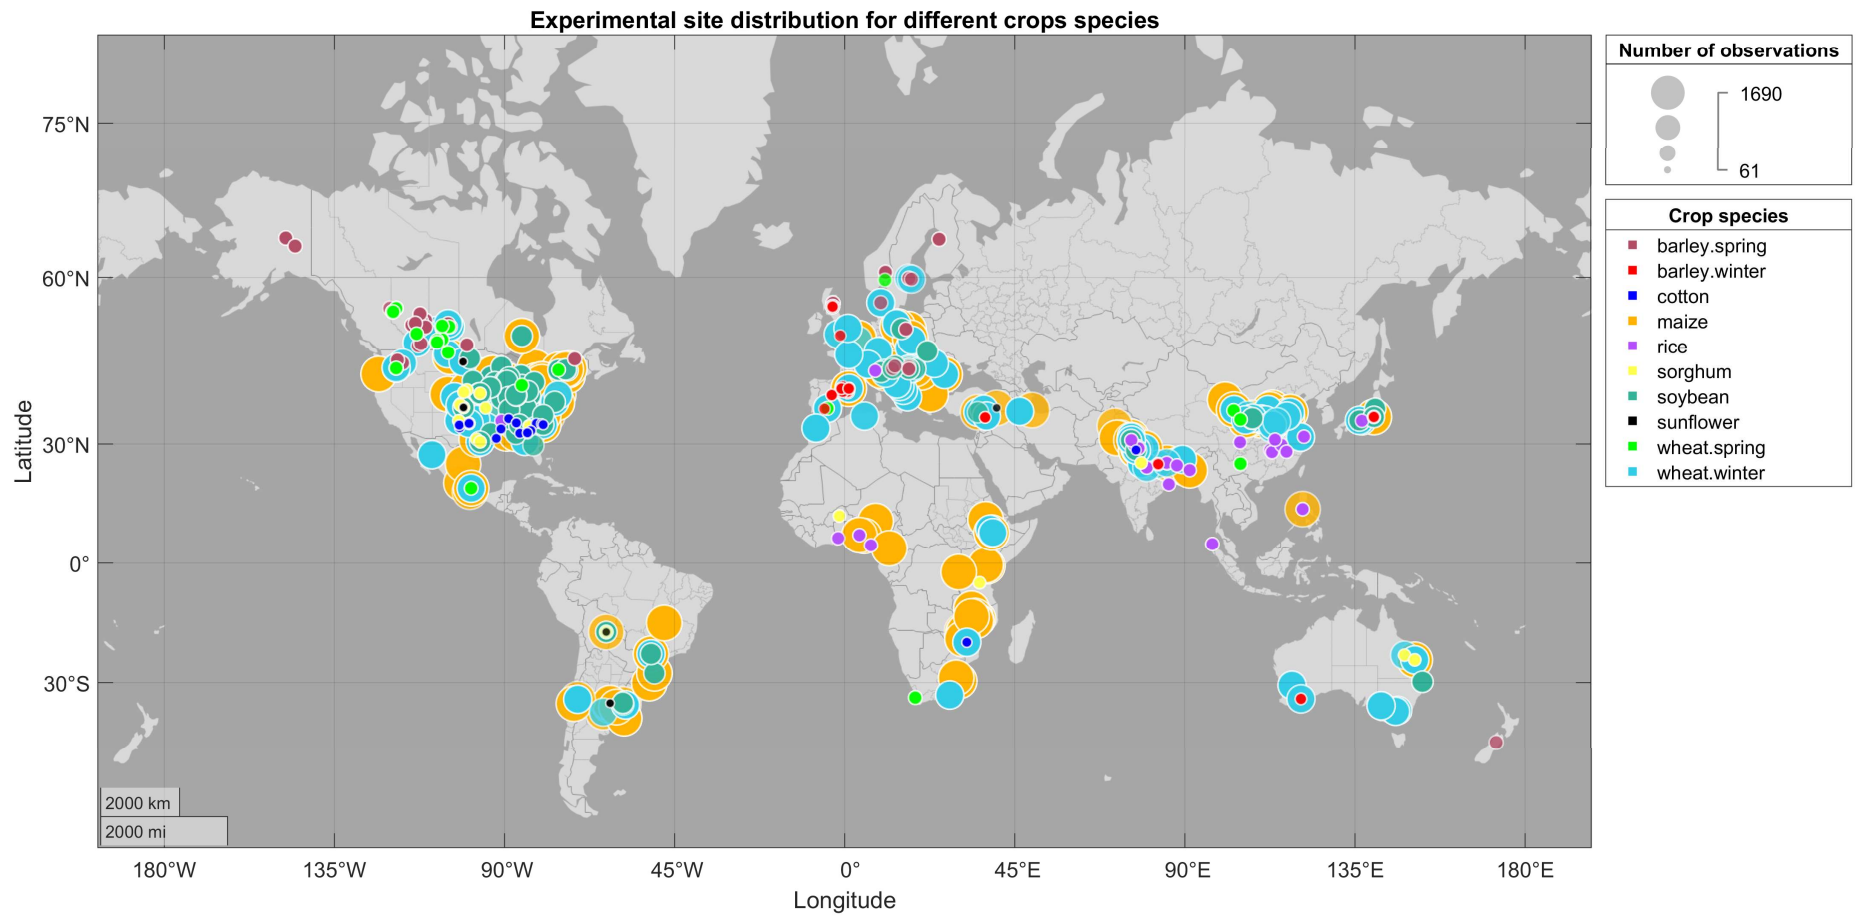 Experimental site distribution for different crops species
Number of observations
1690
61
Crop species
barley.spring
barley.winter
cotton
maize
rice
sorghum
soybean
sunflower
wheat.spring
wheat.winter
75°N
60°N
30°N
0°
30°S
Latitude
2000 km
2000 mi
180°W 135°W 90°W 45°W 0° 45°E 90°E 135°E 180°E
Longitude